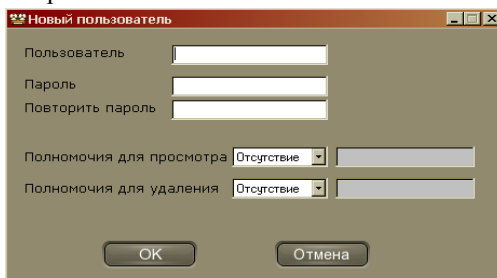 Новый пользователь
Пользователь
Пароль
Повторить пароль
Полномочия для просмотра Отсутствие
Полномочия для удаления Отсутствие
OK Отмена